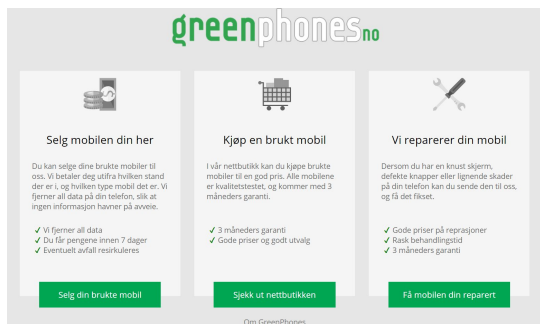 greenphones.no
Selg mobilen din her
Du kan selge dine brukte mobiler til
oss. Vi betaler deg utifra hvilken stand
der er i, og hvilken type mobil det er. Vi
fjerner all data på din telefon, slik at
ingen informasjon havner på avveie.
✓ Vi fjerner all data
✓ Du får pengene innen 7 dager
✓ Eventuelt avfall resirkuleres
Selg din brukte mobil
Kjøp en brukt mobil
I vår nettbutikk kan du kjøpe brukte
mobiler til en god pris. Alle mobilene
er kvalitetstestet, og kommer med 3
måneders garanti.
✓ 3 måneders garanti
✓ Gode priser og godt utvalg
Sjekk ut nettbutikken
Vi reparerer din mobil
Dersom du har en knust skjerm,
defekte knapper eller lignende skader
på din telefon kan du sende den til oss,
og få det fikset.
✓ Gode priser på reprasjoner
✓ Rask behandlingstid
✓ 3 måneders garanti
Få mobilen din reparert
Om GreenPhones